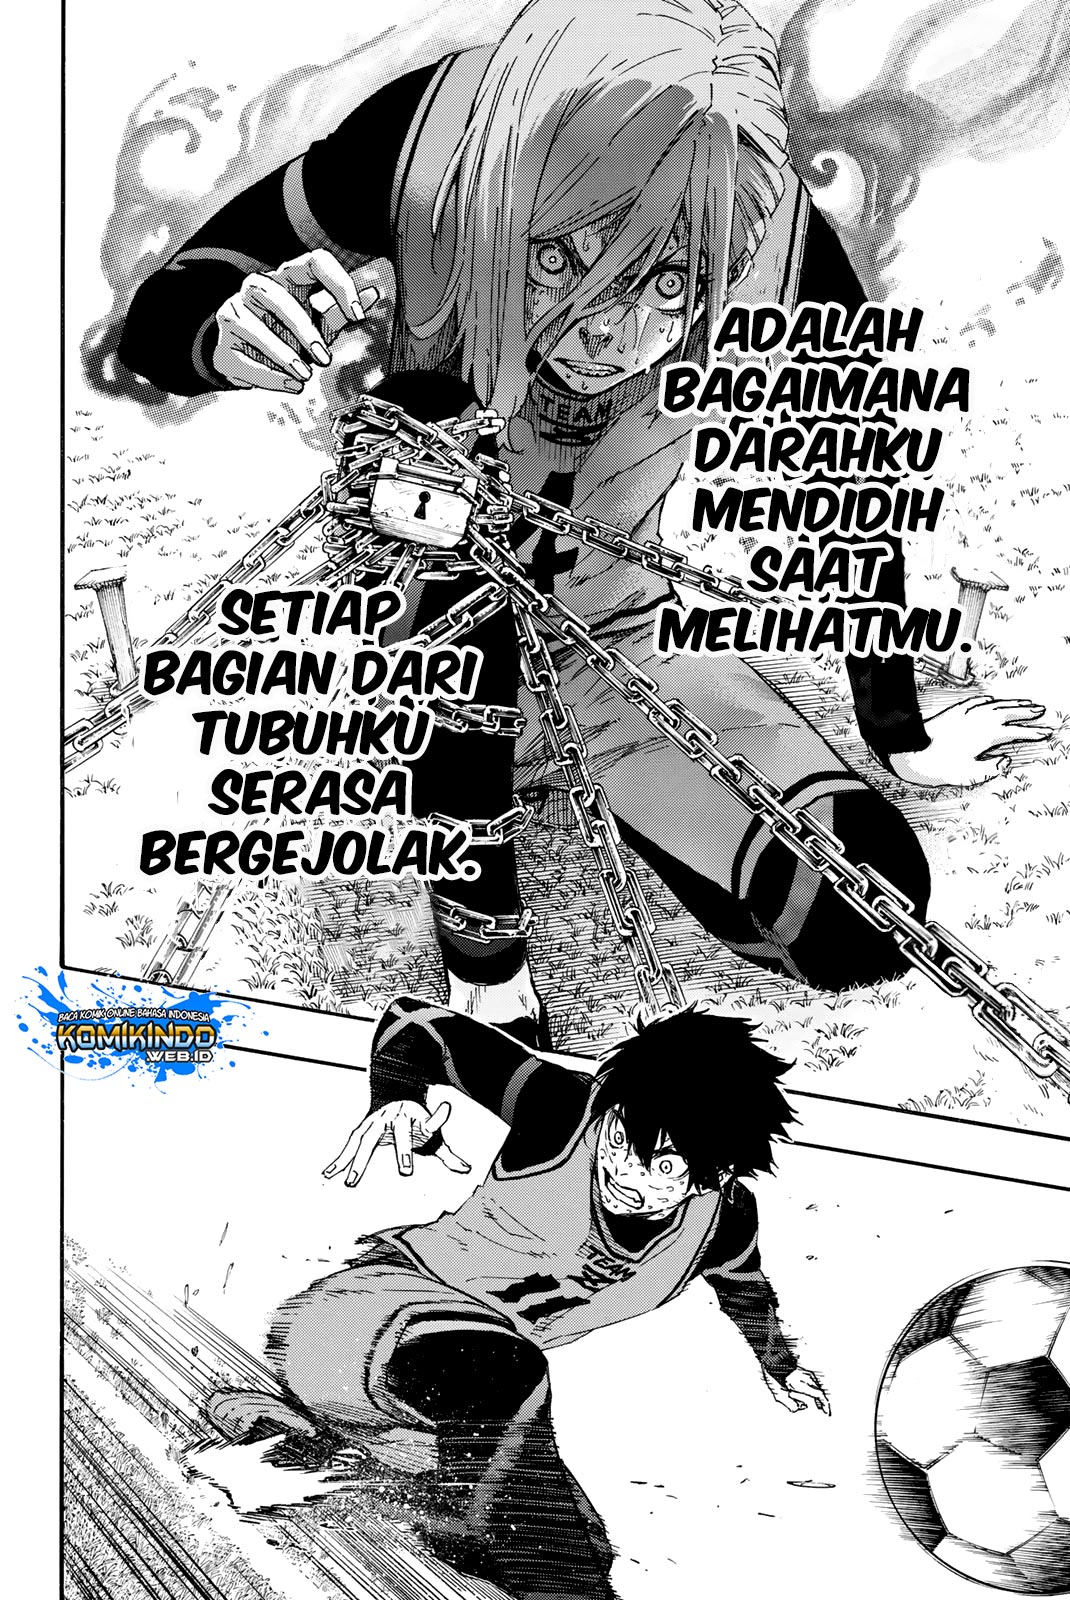 ADALAH
BAGAIMANA
DARAHKU
MENDIDIH
SAAT
MELIHATMU.
SETIAP
BAGIAN DARI
TUBUHKU
SERASA
BERGEJOLAK.
TEAM
BACA KOMIK ONLINE BAHASA INDONESIA
KOMIKINDO
WEB.ID
TEAM